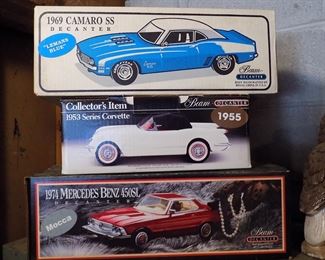 1969 CAMARO SS
DECANTER
"LEMANS
BLUE"
Beam
DECANTER
Collector's Item
1953 Series Corvette
Beam DECANTER
1955
1974 MERCEDES BENZ 450SL
DECANTER
Mocca
Beam
DECANTER